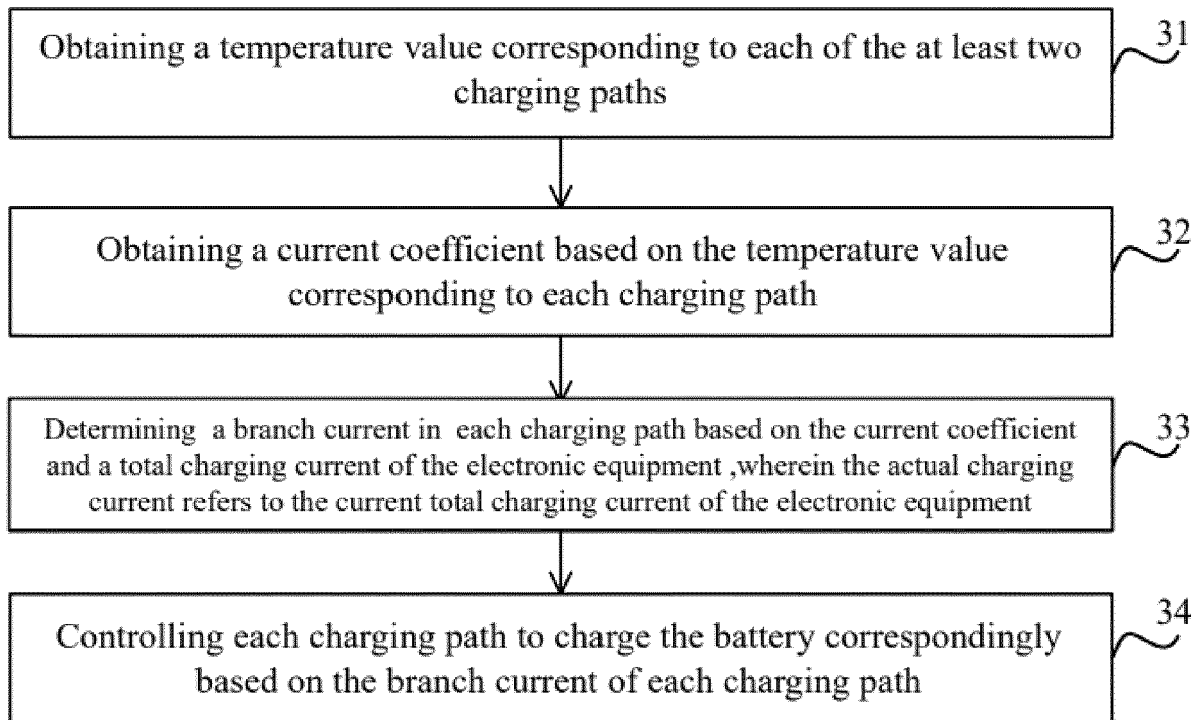 Obtaining a temperature value corresponding to each of the at least two
charging paths
31
Obtaining a current coefficient based on the temperature value
corresponding to each charging path
32
Determining a branch current in each charging path based on the current coefficient
and a total charging current of the electronic equipment ,wherein the actual charging
current refers to the current total charging current of the electronic equipment
33
Controlling each charging path to charge the battery correspondingly
based on the branch current of each charging path
34